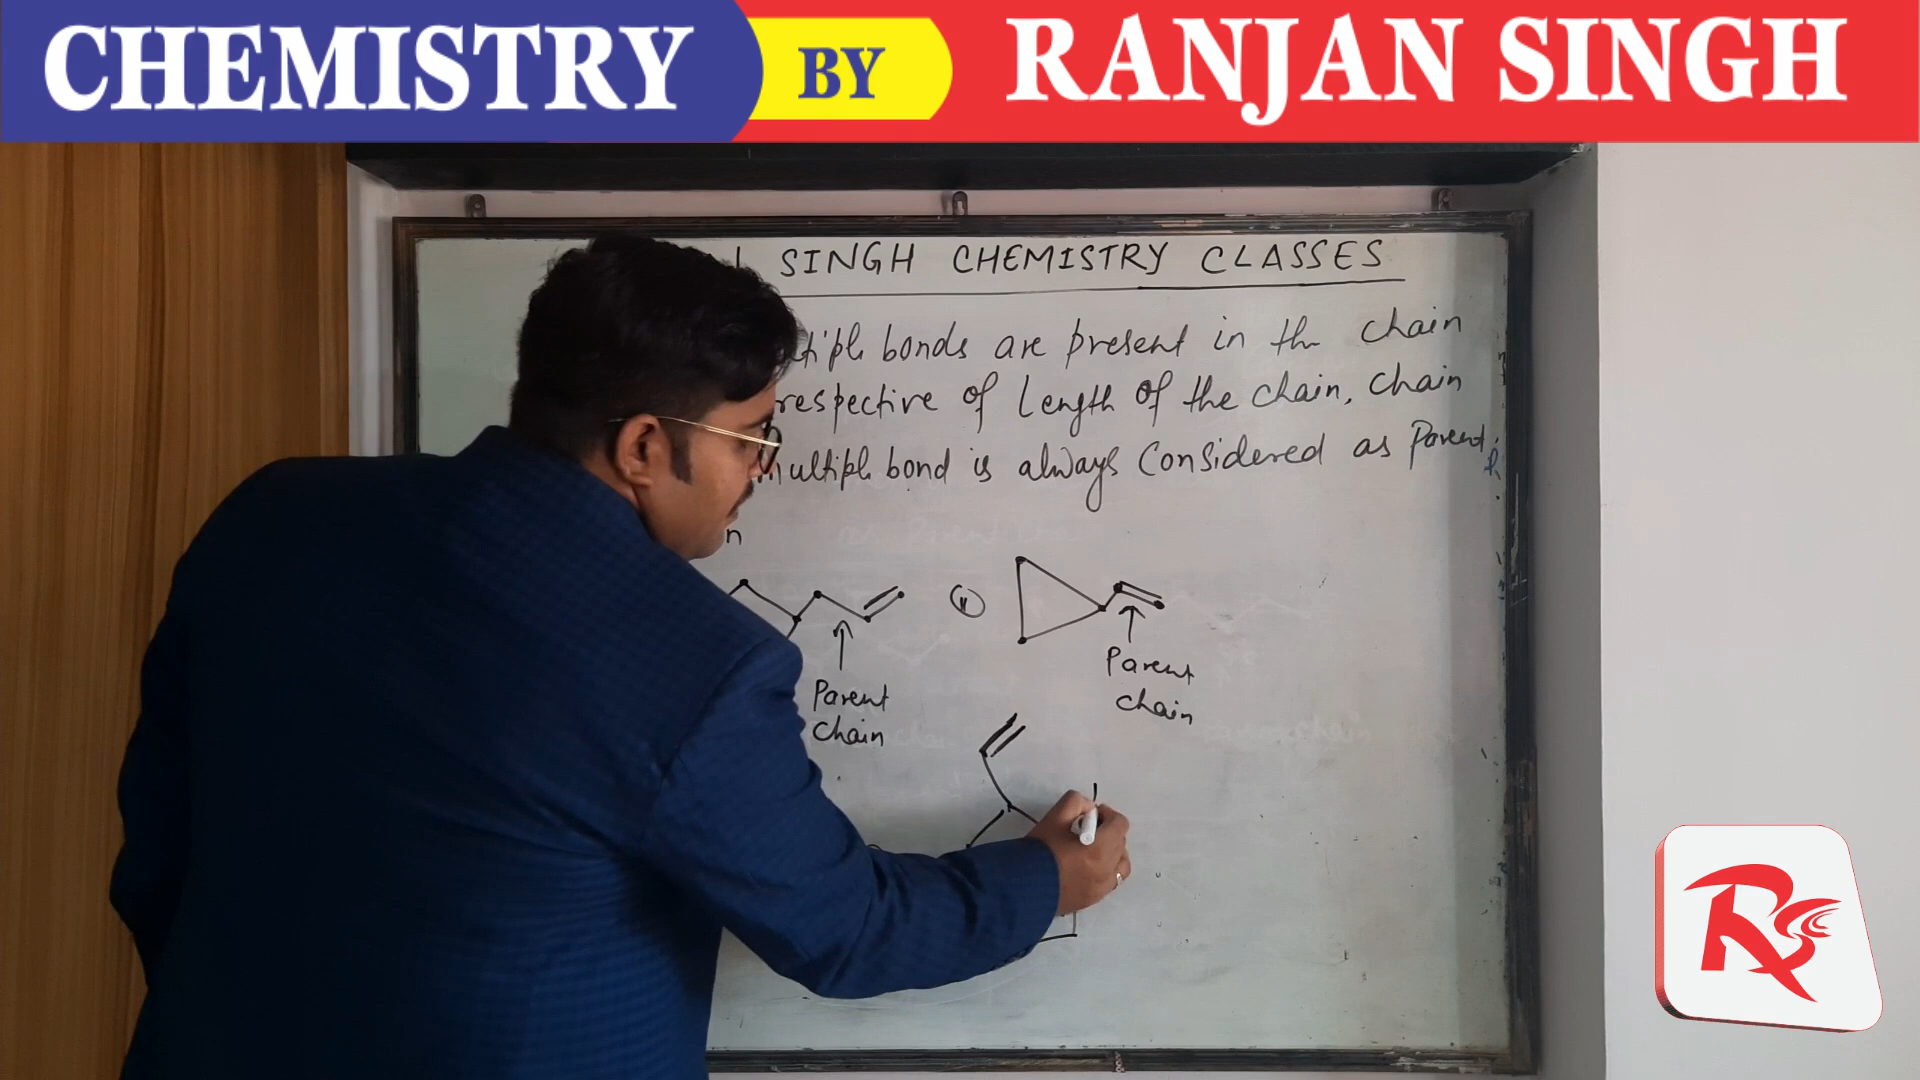 CHEMISTRY BY RANJAN SINGH
SINGH CHEMISTRY CLASSES
bonds are present in the chain
respective of length of the chain, chain
bond is always Considered as Parent
n
Parent
chain
Parent
chain
RSCC